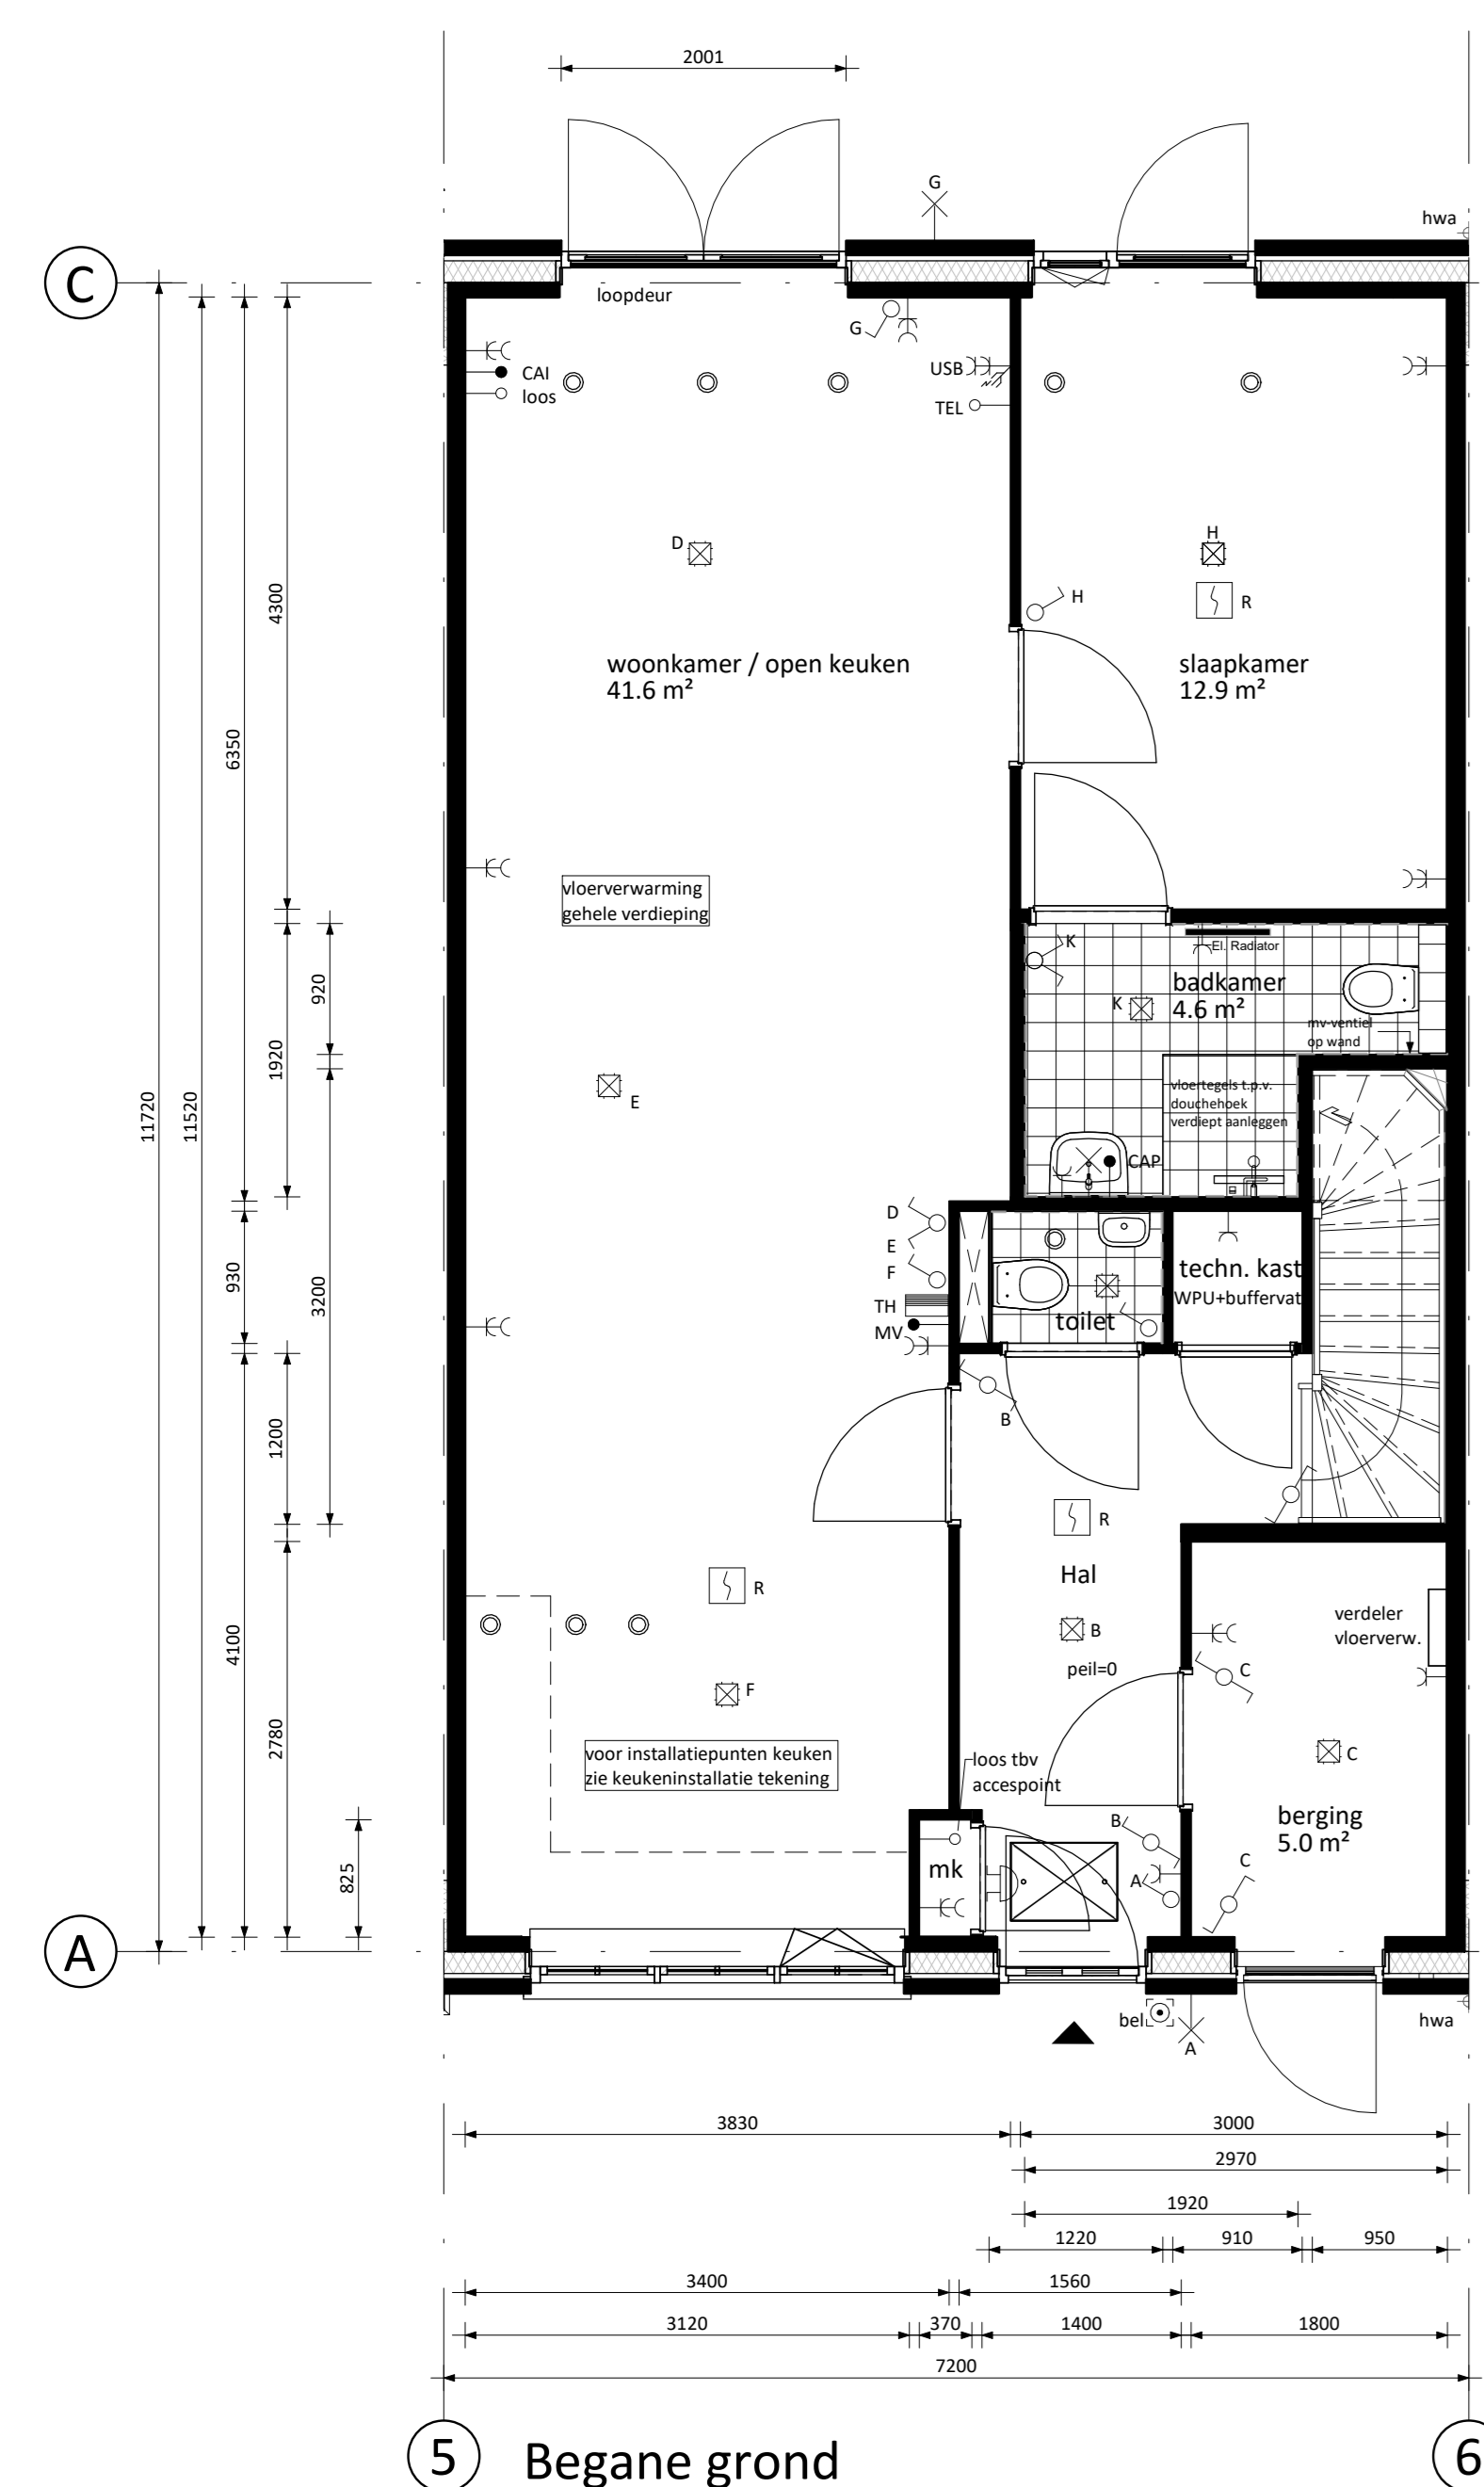 2001
G
hwa
C
loopdeur
G
CAI
loos
USB
TEL
D
H
H
R
4300
woonkamer / open keuken
41.6 m²
slaapkamer
12.9 m²
6350
vloerverwarming
gehele verdieping
K
El. Radiator
badkamer
4.6 m²
K
920
mv-ventiel
op wand
1920
E
vloertegels t.p.v.
douchehoek
verdiept aanleggen
11720
11520
CAP
D
E
F
930
3200
techn. kast
WPU+buffervat
TH
MV
toilet
B
1200
R
R
Hal
verdeler
vloerverw.
B
4100
peil=0
C
F
2780
voor installatiepunten keuken
zie keukeninstallatie tekening
loos tbv
accespoint
C
berging
5.0 m²
B
825
mk
A
C
A
bel
A
hwa
3830
3000
2970
1920
1220
910
950
3400
1560
3120
370
1400
1800
7200
5
Begane grond
6